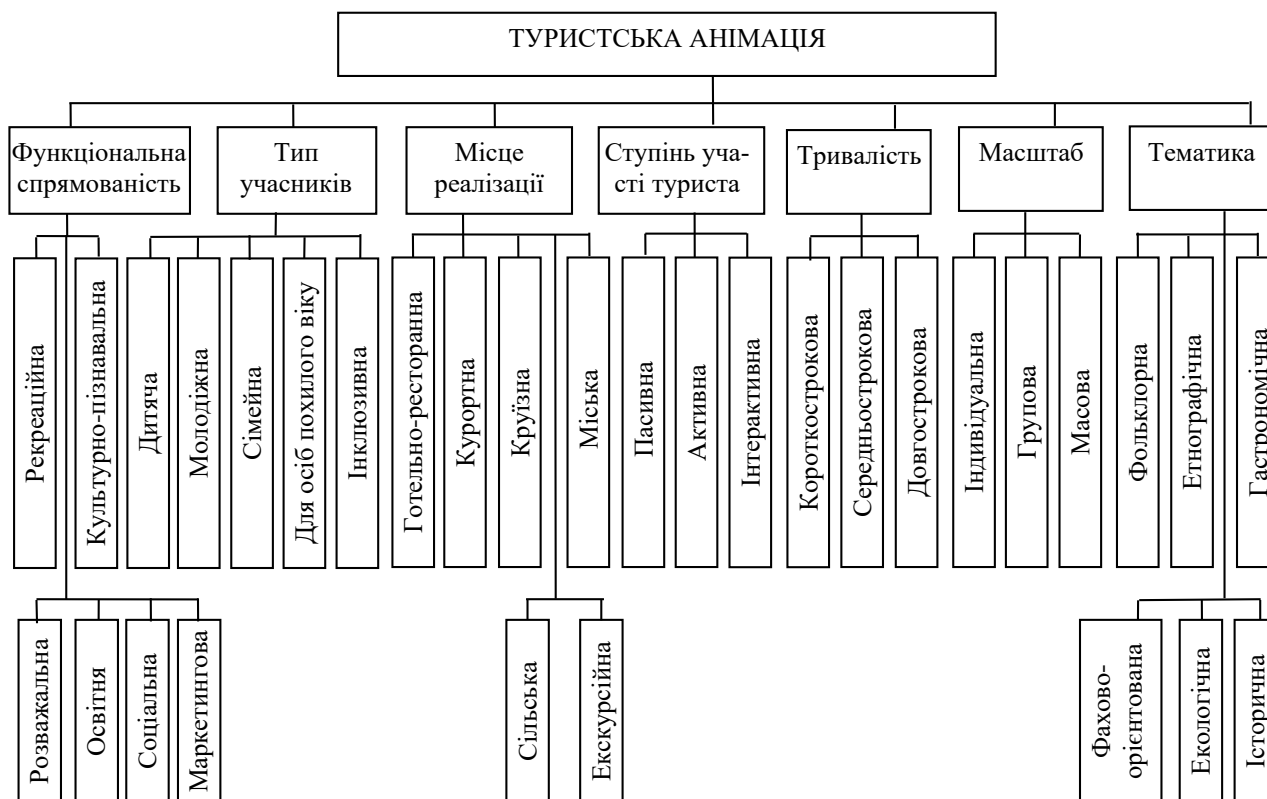 ТУРИСТСЬКА АНІМАЦІЯ
Функціональна
спрямованість
Тип
учасників
Місце
реалізації
Ступінь уча-
сті туриста
Тривалість
Масштаб
Тематика
Рекреаційна
Культурно-пізнавальна
Дитяча
Молодіжна
Сімейна
Для осіб похилого віку
Інклюзивна
Готельно-ресторанна
Курортна
Круїзна
Міська
Пасивна
Активна
Інтерактивна
Короткострокова
Середньострокова
Довгострокова
Індивідуальна
Групова
Масова
Фольклорна
Етнографічна
Гастрономічна
Розважальна
Освітня
Соціальна
Маркетингова
Сільська
Екскурсійна
Фахово-
орієнтована
Екологічна
Історична